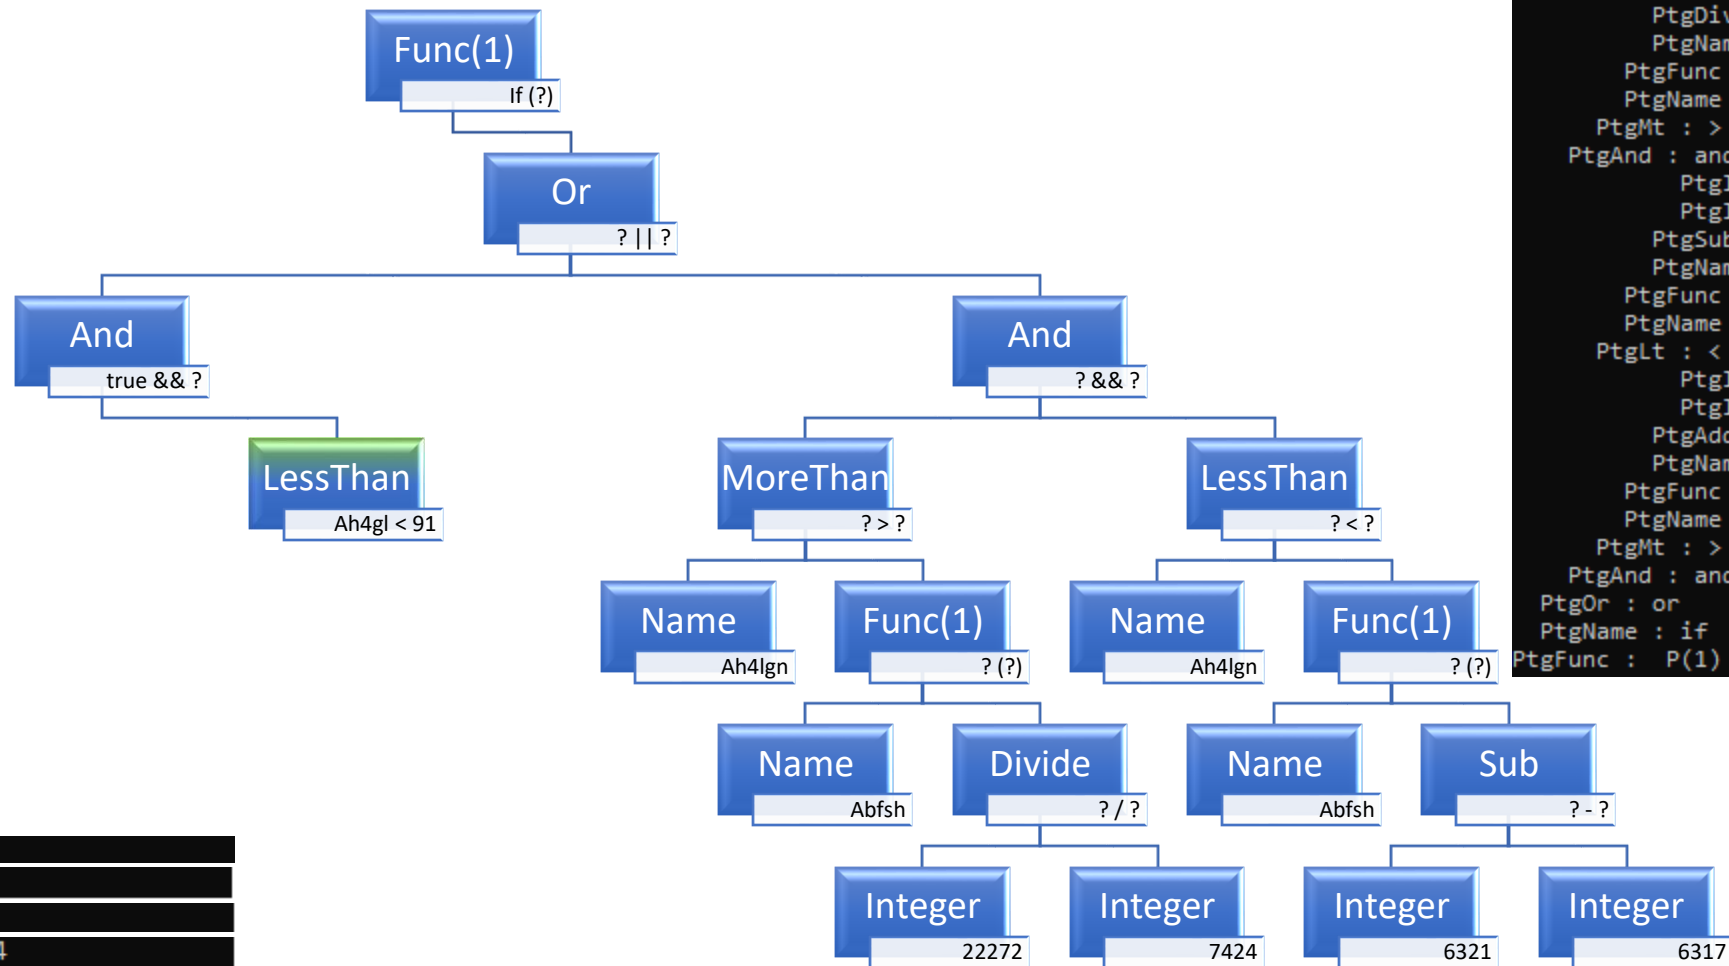 Func(1)
If (?)
Or
? || ?
And
true && ?
And
? && ?
LessThan
Ah4gl < 91
MoreThan
? > ?
LessThan
? < ?
Name
Ah4lgn
Func(1)
? (?)
Name
Ah4lgn
Func(1)
? (?)
Name
Abfsh
Divide
? / ?
Name
Abfsh
Sub
? - ?
Integer
22272
Integer
7424
Integer
6321
Integer
6317
PtgFunc
PtgName
PtgMt : >
PtgAnd : and
PtgFunc
PtgName
PtgLt : <
PtgFunc
PtgName
PtgMt : >
PtgOr : or
PtgName : if
PtgFunc : P(1)
4